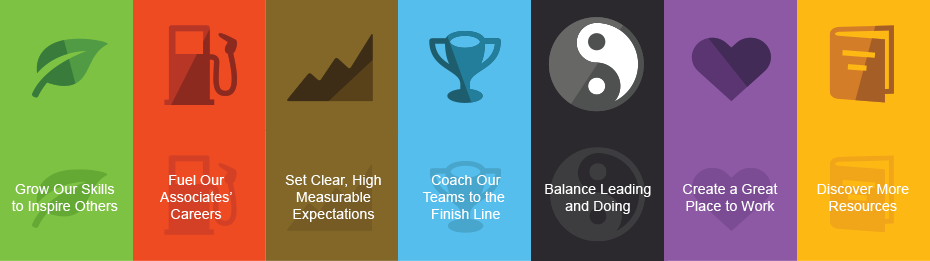 Grow Our Skills
to Inspire Others
Fuel Our
Associates’
Careers
Set Clear, High
Measurable
Expectations
Coach Our
Teams to the
Finish Line
Balance Leading
and Doing
Create a Great
Place to Work
Discover More
Resources